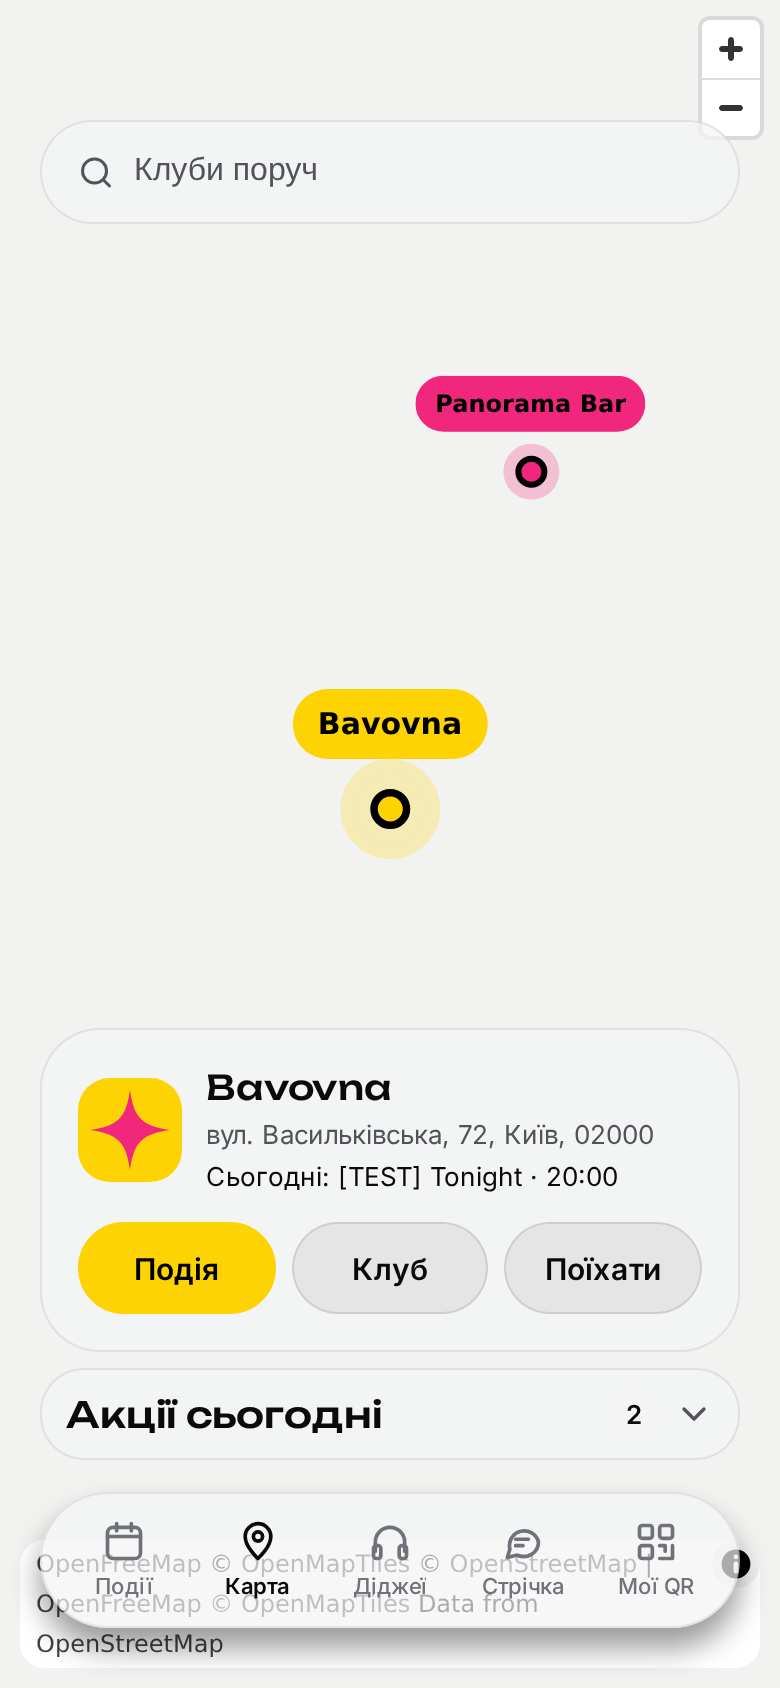 Клуби поруч
Panorama Bar
Bavovna
Bavovna
вул. Васильківська, 72, Київ, 02000
Сьогодні: [TEST] Tonight · 20:00
Подія
Клуб
Поїхати
Акції сьогодні
2
OpenFreeMap © OpenMapTiles © OpenStreetMap |
Події
Карта
Діджеї
Стрічка
Мої QR
OpenFreeMap © OpenMapTiles Data from
OpenStreetMap